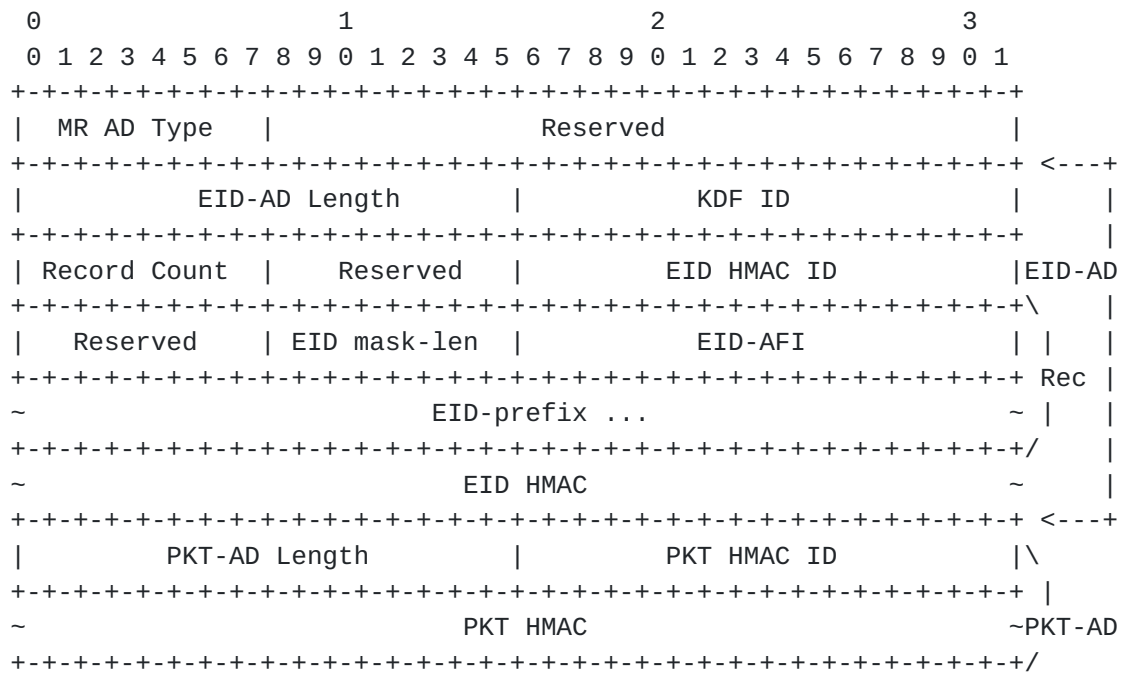 0                   1                   2                   3
 0 1 2 3 4 5 6 7 8 9 0 1 2 3 4 5 6 7 8 9 0 1 2 3 4 5 6 7 8 9 0 1
+-+-+-+-+-+-+-+-+-+-+-+-+-+-+-+-+-+-+-+-+-+-+-+-+-+-+-+-+-+-+-+-+
|  MR AD Type   |                 Reserved                      |
+-+-+-+-+-+-+-+-+-+-+-+-+-+-+-+-+-+-+-+-+-+-+-+-+-+-+-+-+-+-+-+-+ <---+
|           EID-AD Length       |           KDF ID              |     |
+-+-+-+-+-+-+-+-+-+-+-+-+-+-+-+-+-+-+-+-+-+-+-+-+-+-+-+-+-+-+-+-+     |
| Record Count  |    Reserved   |         EID HMAC ID           |EID-AD
+-+-+-+-+-+-+-+-+-+-+-+-+-+-+-+-+-+-+-+-+-+-+-+-+-+-+-+-+-+-+-+-+\    |
|   Reserved    | EID mask-len  |           EID-AFI             | |   |
+-+-+-+-+-+-+-+-+-+-+-+-+-+-+-+-+-+-+-+-+-+-+-+-+-+-+-+-+-+-+-+-+ Rec |
~                          EID-prefix ...                       ~ |   |
+-+-+-+-+-+-+-+-+-+-+-+-+-+-+-+-+-+-+-+-+-+-+-+-+-+-+-+-+-+-+-+-+/    |
~                            EID HMAC                           ~     |
+-+-+-+-+-+-+-+-+-+-+-+-+-+-+-+-+-+-+-+-+-+-+-+-+-+-+-+-+-+-+-+-+ <---+
|         PKT-AD Length         |         PKT HMAC ID           |\
+-+-+-+-+-+-+-+-+-+-+-+-+-+-+-+-+-+-+-+-+-+-+-+-+-+-+-+-+-+-+-+-+ |
~                            PKT HMAC                           ~PKT-AD
+-+-+-+-+-+-+-+-+-+-+-+-+-+-+-+-+-+-+-+-+-+-+-+-+-+-+-+-+-+-+-+-+/